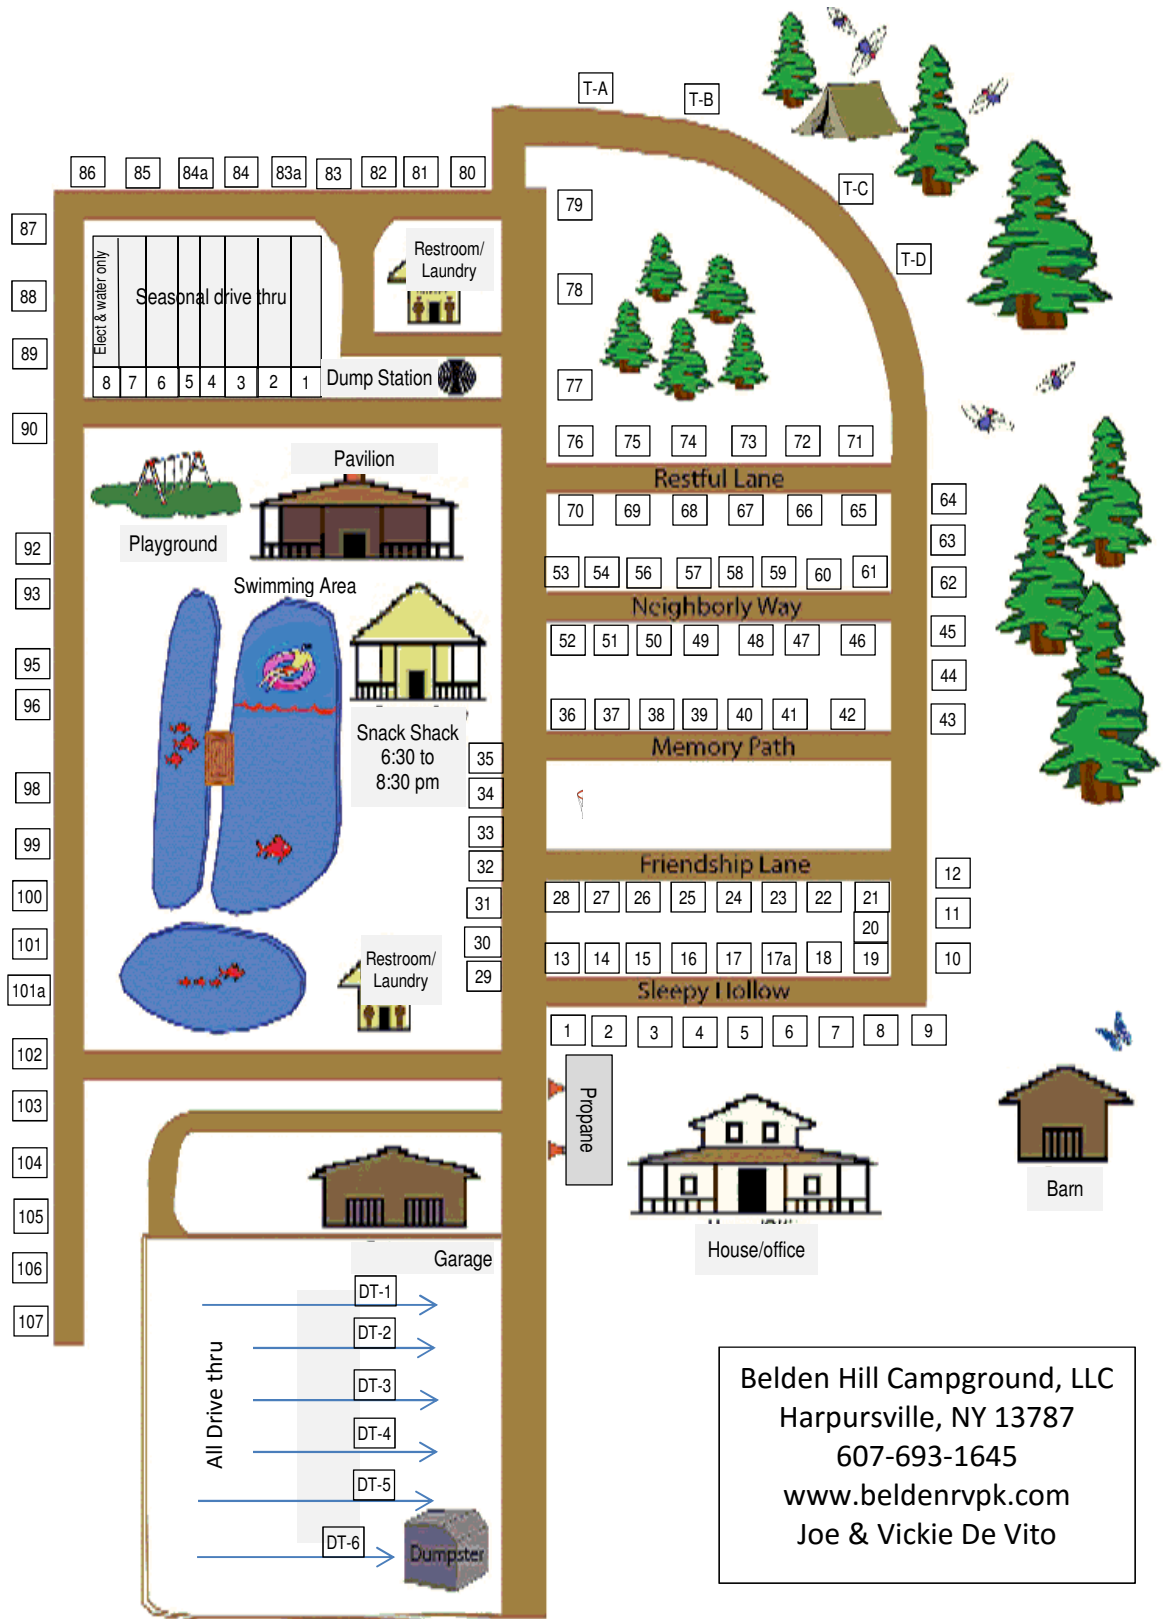 T-A
T-B
T-C
T-D
86
85
84a
84
83a
83
82
81
80
79
78
77
87
88
89
90
Restroom/
Laundry
Elect & water only
Seasonal drive thru
8
7
6
5
4
3
2
1
Dump Station
76
75
74
73
72
71
Restful Lane
70
69
68
67
66
65
64
63
62
Pavilion
Playground
92
93
95
96
98
99
100
101
101a
102
103
104
105
106
107
Swimming Area
53
54
56
57
58
59
60
61
Neighborly Way
52
51
50
49
48
47
46
45
44
43
36
37
38
39
40
41
42
Memory Path
Snack Shack
6:30 to
8:30 pm
35
34
33
32
31
30
29
Friendship Lane
28
27
26
25
24
23
22
21
20
12
11
10
13
14
15
16
17
17a
18
19
Sleepy Hollow
Restroom/
Laundry
1
2
3
4
5
6
7
8
9
Propane
House/office
Barn
Garage
All Drive thru
DT-1
DT-2
DT-3
DT-4
DT-5
DT-6
Dumpster
Belden Hill Campground, LLC
Harpursville, NY 13787
607-693-1645
www.beldenrvpk.com
Joe & Vickie De Vito